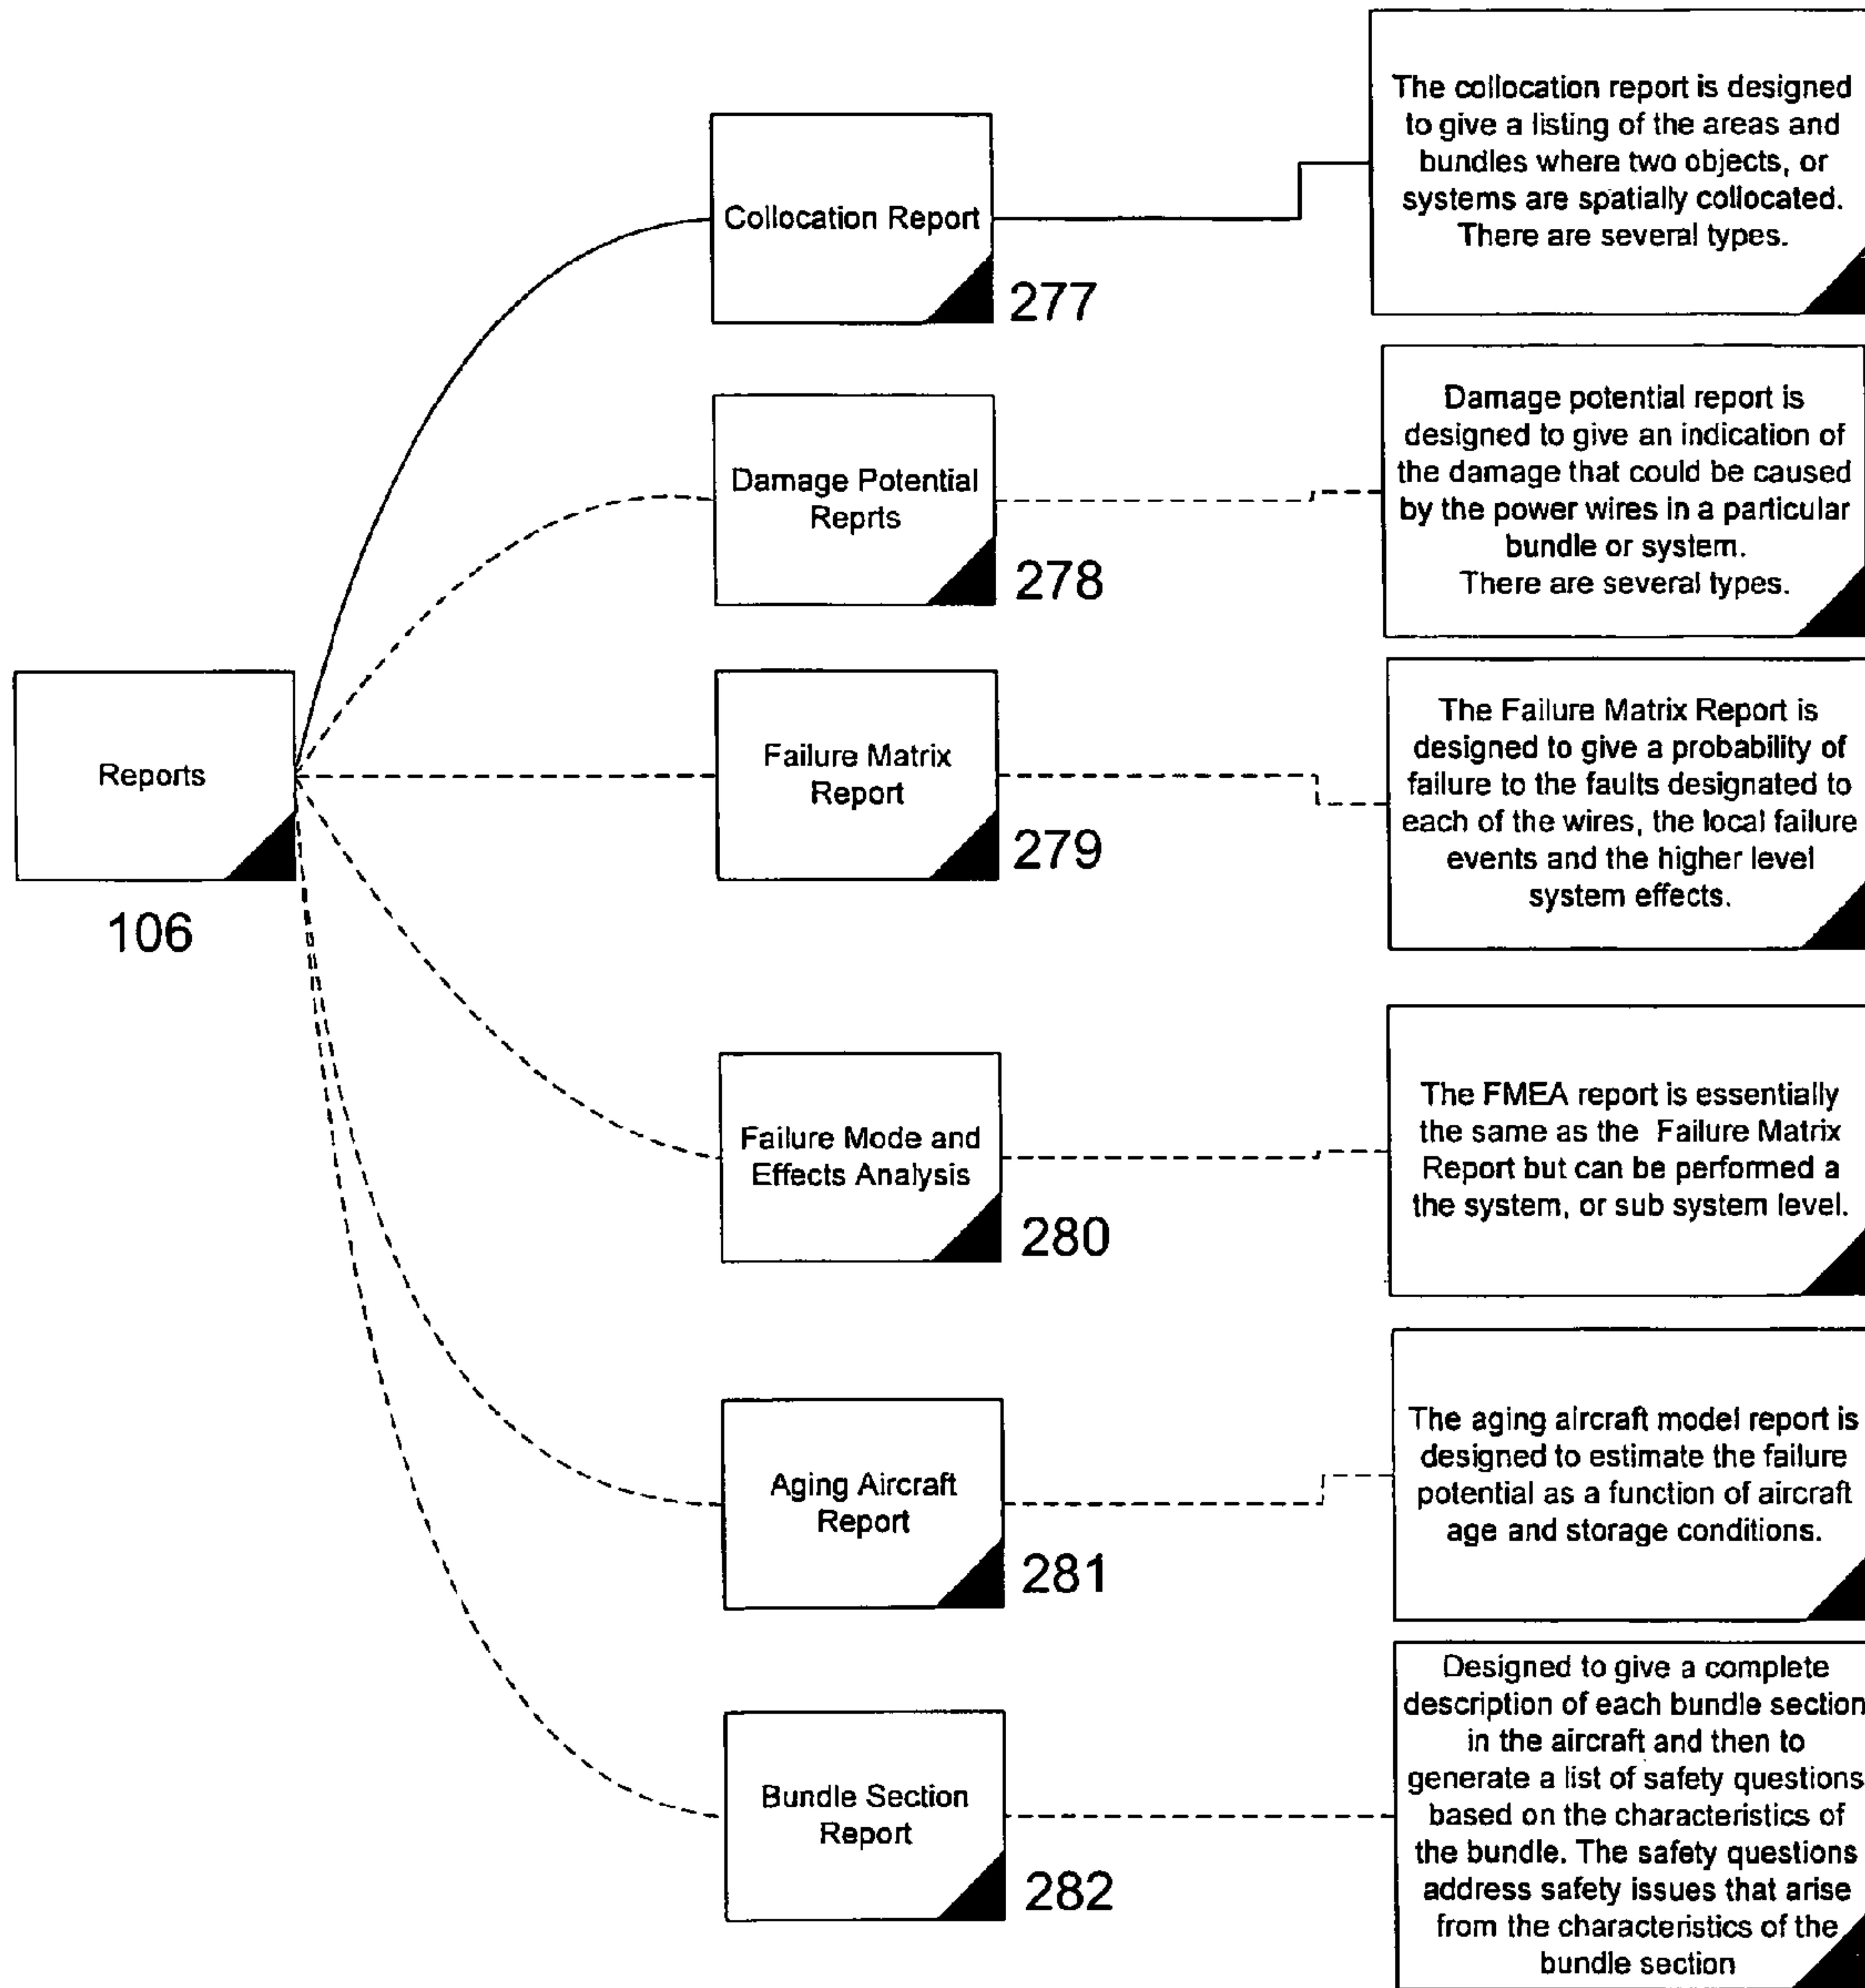 The collocation report is designed
to give a listing of the areas and
bundles where two objects, or
systems are spatially collocated.
There are several types.
Collocation Report
277
Damage potential report is
designed to give an indication of
the damage that could be caused
by the power wires in a particular
bundle or system.
There are several types.
Damage Potential
Reprts
278
The Failure Matrix Report is
designed to give a probability of
failure to the faults designated to
each of the wires, the local failure
events and the higher level
system effects.
Failure Matrix
Report
279
Reports
106
The FMEA report is essentially
the same as the Failure Matrix
Report but can be performed a
the system, or sub system level.
Failure Mode and
Effects Analysis
280
The aging aircraft model report is
designed to estimate the failure
potential as a function of aircraft
age and storage conditions.
Aging Aircraft
Report
281
Designed to give a complete
description of each bundle section
in the aircraft and then to
generate a list of safety questions
based on the characteristics of
the bundle. The safety questions
address safety issues that arise
from the characteristics of the
bundle section
Bundle Section
Report
282